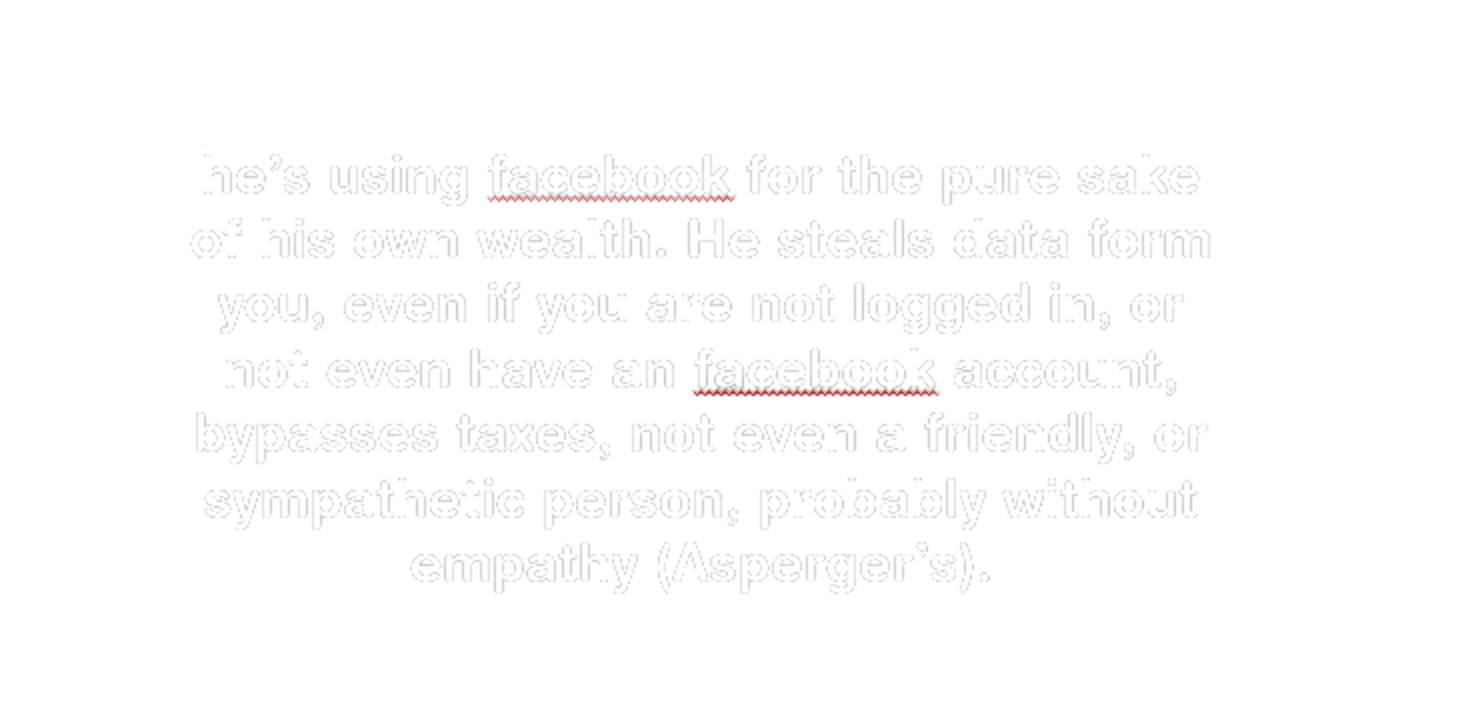 he's using facebook for the pure sake
of his own wealth. He steals data form
you, even if you are not logged in, or
not even have an facebook account,
bypasses taxes, not even a friendly, or
sympathetic person, probably without
empathy (Asperger's).